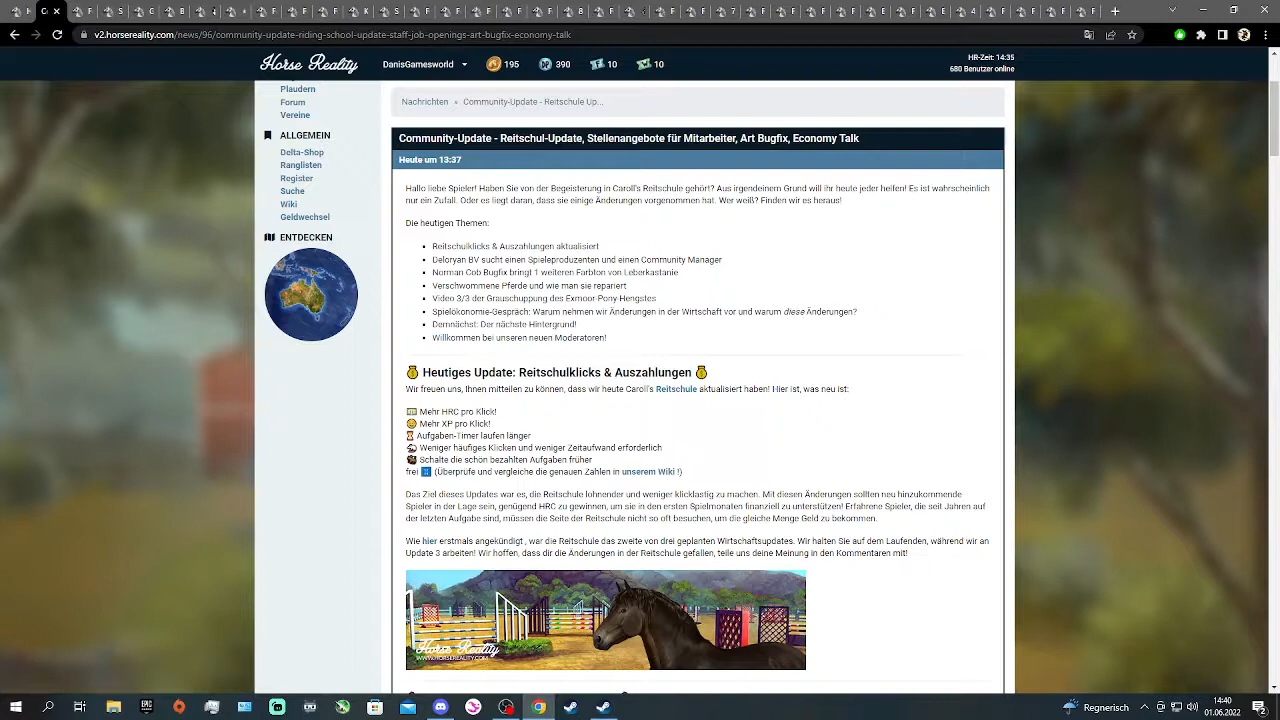 v2.horsereality.com/news/96/community-update-riding-school-update-staff-job-openings-art-bugfix-economy-talk
Horse Reality
DanisGamesworld
195
390
10
10
HR-Zeit: 14:35
680 Benutzer online
Plaudern
Forum
Vereine
ALLGEMEIN
Delta-Shop
Ranglisten
Register
Suche
Wiki
Geldwechsel
ENTDECKEN
Nachrichten » Community-Update - Reitschule Up...
Community-Update - Reitschul-Update, Stellenangebote für Mitarbeiter, Art Bugfix, Economy Talk
Heute um 13:37
Hallo liebe Spieler! Haben Sie von der Begeisterung in Caroll's Reitschule gehört? Aus irgendeinem Grund will ihr heute jeder helfen! Es ist wahrscheinlich
nur ein Zufall. Oder es liegt daran, dass sie einige Änderungen vorgenommen hat. Wer weiß? Finden wir es heraus!
Die heutigen Themen:
Reitschulklicks & Auszahlungen aktualisiert
Deloryan BV sucht einen Spieleproduzenten und einen Community Manager
Norman Cob Bugfix bringt 1 weiteren Farbton von Leberkastanie
Verschwommene Pferde und wie man sie repariert
Video 3/3 der Grauschuppung des Exmoor-Pony-Hengstes
Spielökonomie-Gespräch: Warum nehmen wir Änderungen in der Wirtschaft vor und warum diese Änderungen?
Demnächst: Der nächste Hintergrund!
Willkommen bei unseren neuen Moderatoren!
Heutiges Update: Reitschulklicks & Auszahlungen
Wir freuen uns, Ihnen mitteilen zu können, dass wir heute Caroll's Reitschule aktualisiert haben! Hier ist, was neu ist:
Mehr HRC pro Klick!
Mehr XP pro Klick!
Aufgaben-Timer laufen länger
Weniger häufiges Klicken und weniger Zeitaufwand erforderlich
Schalte die schön bezahlten Aufgaben früher
frei (Überprüfe und vergleiche die genauen Zahlen in unserem Wiki !)
Das Ziel dieses Updates war es, die Reitschule lohnender und weniger klicklastig zu machen. Mit diesen Änderungen sollten neu hinzukommende
Spieler in der Lage sein, genügend HRC zu gewinnen, um sie in den ersten Spielmonaten finanziell zu unterstützen! Erfahrene Spieler, die seit Jahren auf
der letzten Aufgabe sind, müssen die Seite der Reitschule nicht so oft besuchen, um die gleiche Menge Geld zu bekommen.
Wie hier erstmals angekündigt , war die Reitschule das zweite von drei geplanten Wirtschaftsupdates. Wir halten Sie auf dem Laufenden, während wir an
Update 3 arbeiten! Wir hoffen, dass dir die Änderungen in der Reitschule gefallen, teile uns deine Meinung in den Kommentaren mit!
Horse Reality
WWW.HORSEREALITY.COM
Regnerisch
14:40
01.06.2022